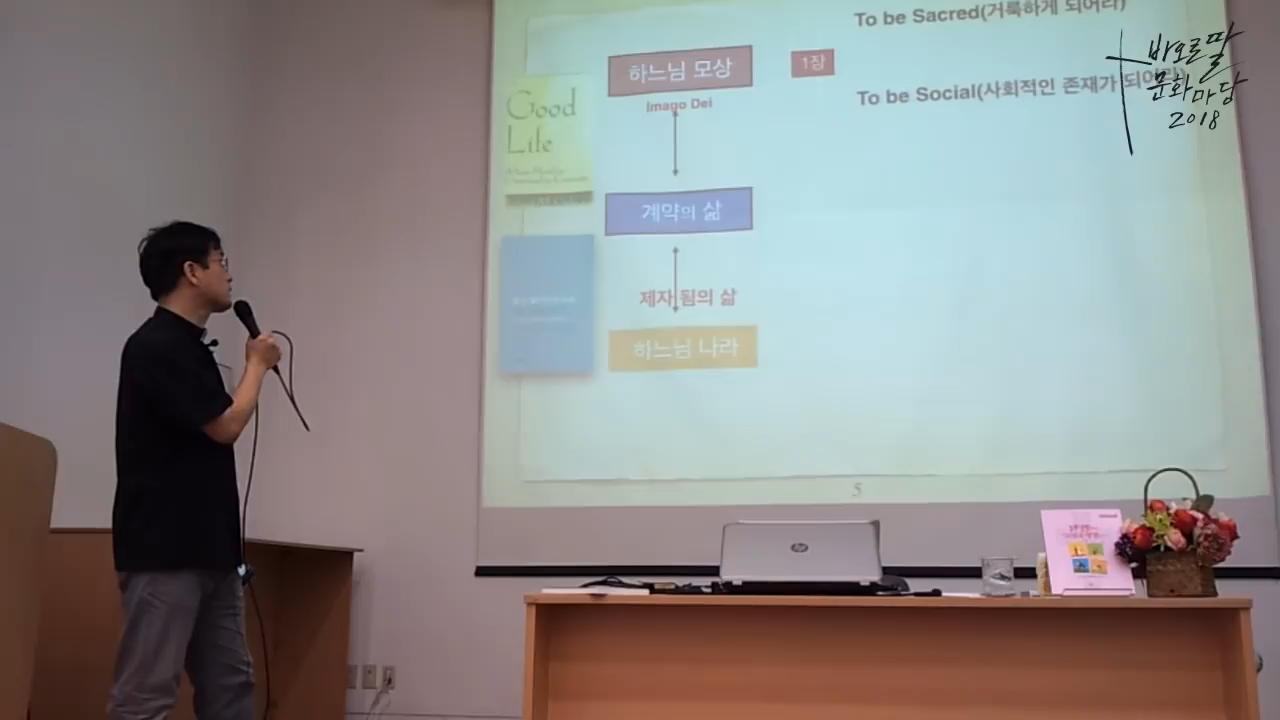 To be Sacred(거룩하게 되어라)
하느님 모상
1장
Imago Dei
To be Social(사회적인 존재가 되어라)
Good
Life
계약의 삶
제자 됨의 삶
하느님 나라
5
바오로딸
문화마당
2018
hp